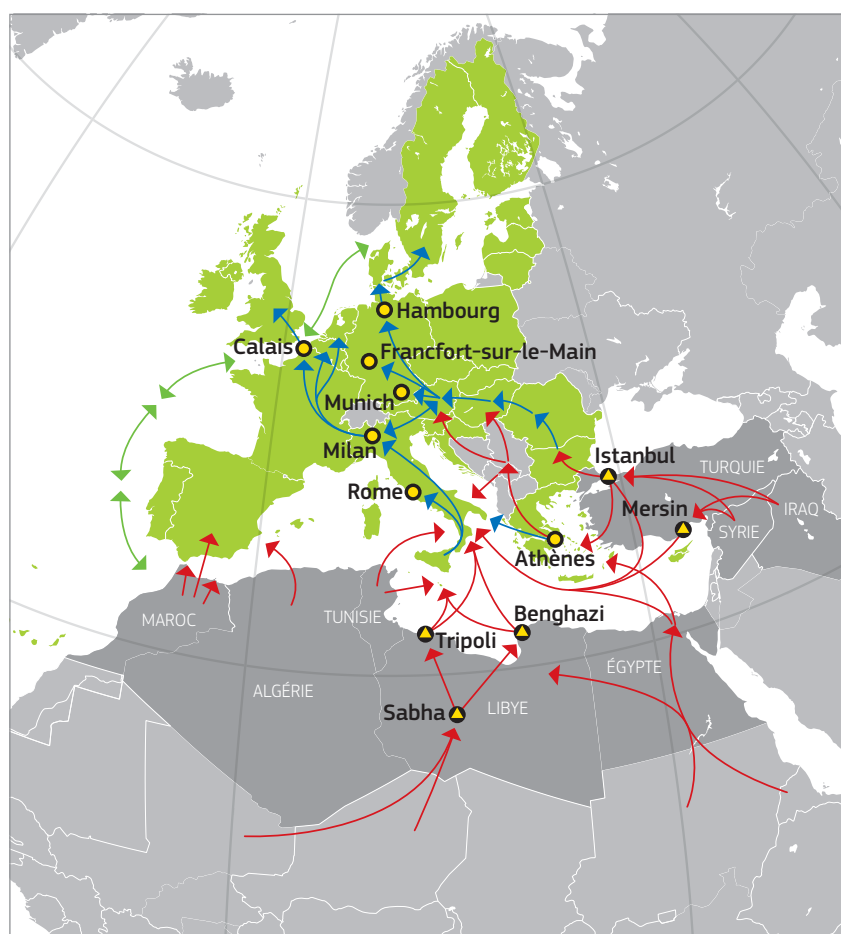 Hambourg
Calais
Francfort-sur-le-Main
Munich
Milan
Istanbul
TURQUIE
Rome
Mersin
IRAQ
SYRIE
Athènes
MAROC
TUNISIE
Benghazi
Tripoli
ÉGYPTE
ALGÉRIE
Sabha
LIBYE